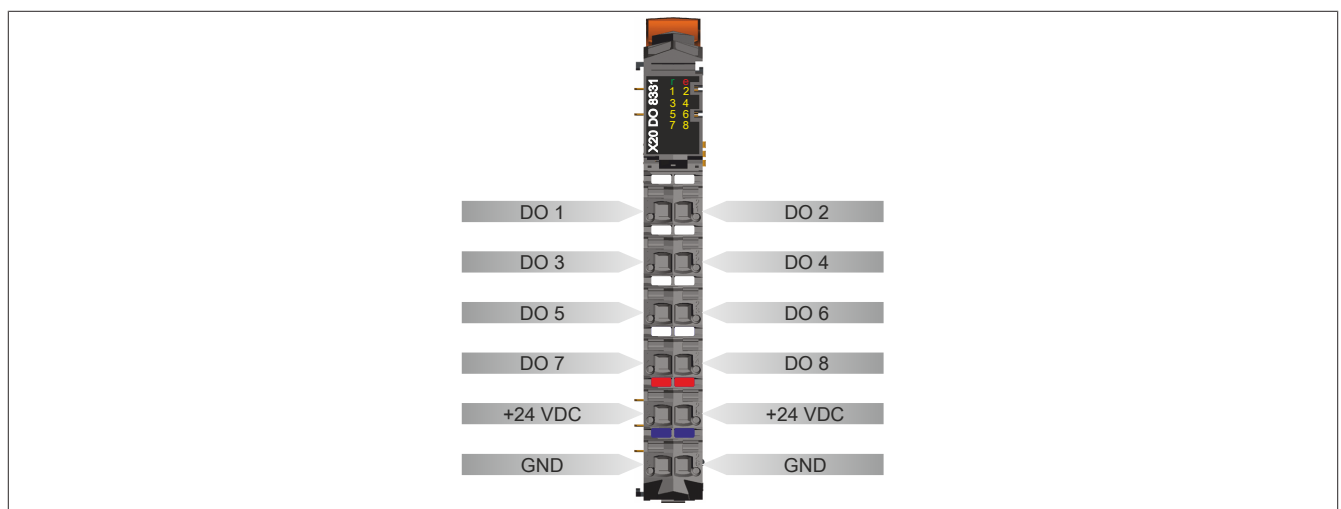 X20 DO 8331
r e
1 2
3 4
5 6
7 8
DO 1 DO 2
DO 3 DO 4
DO 5 DO 6
DO 7 DO 8
+24 VDC +24 VDC
GND GND